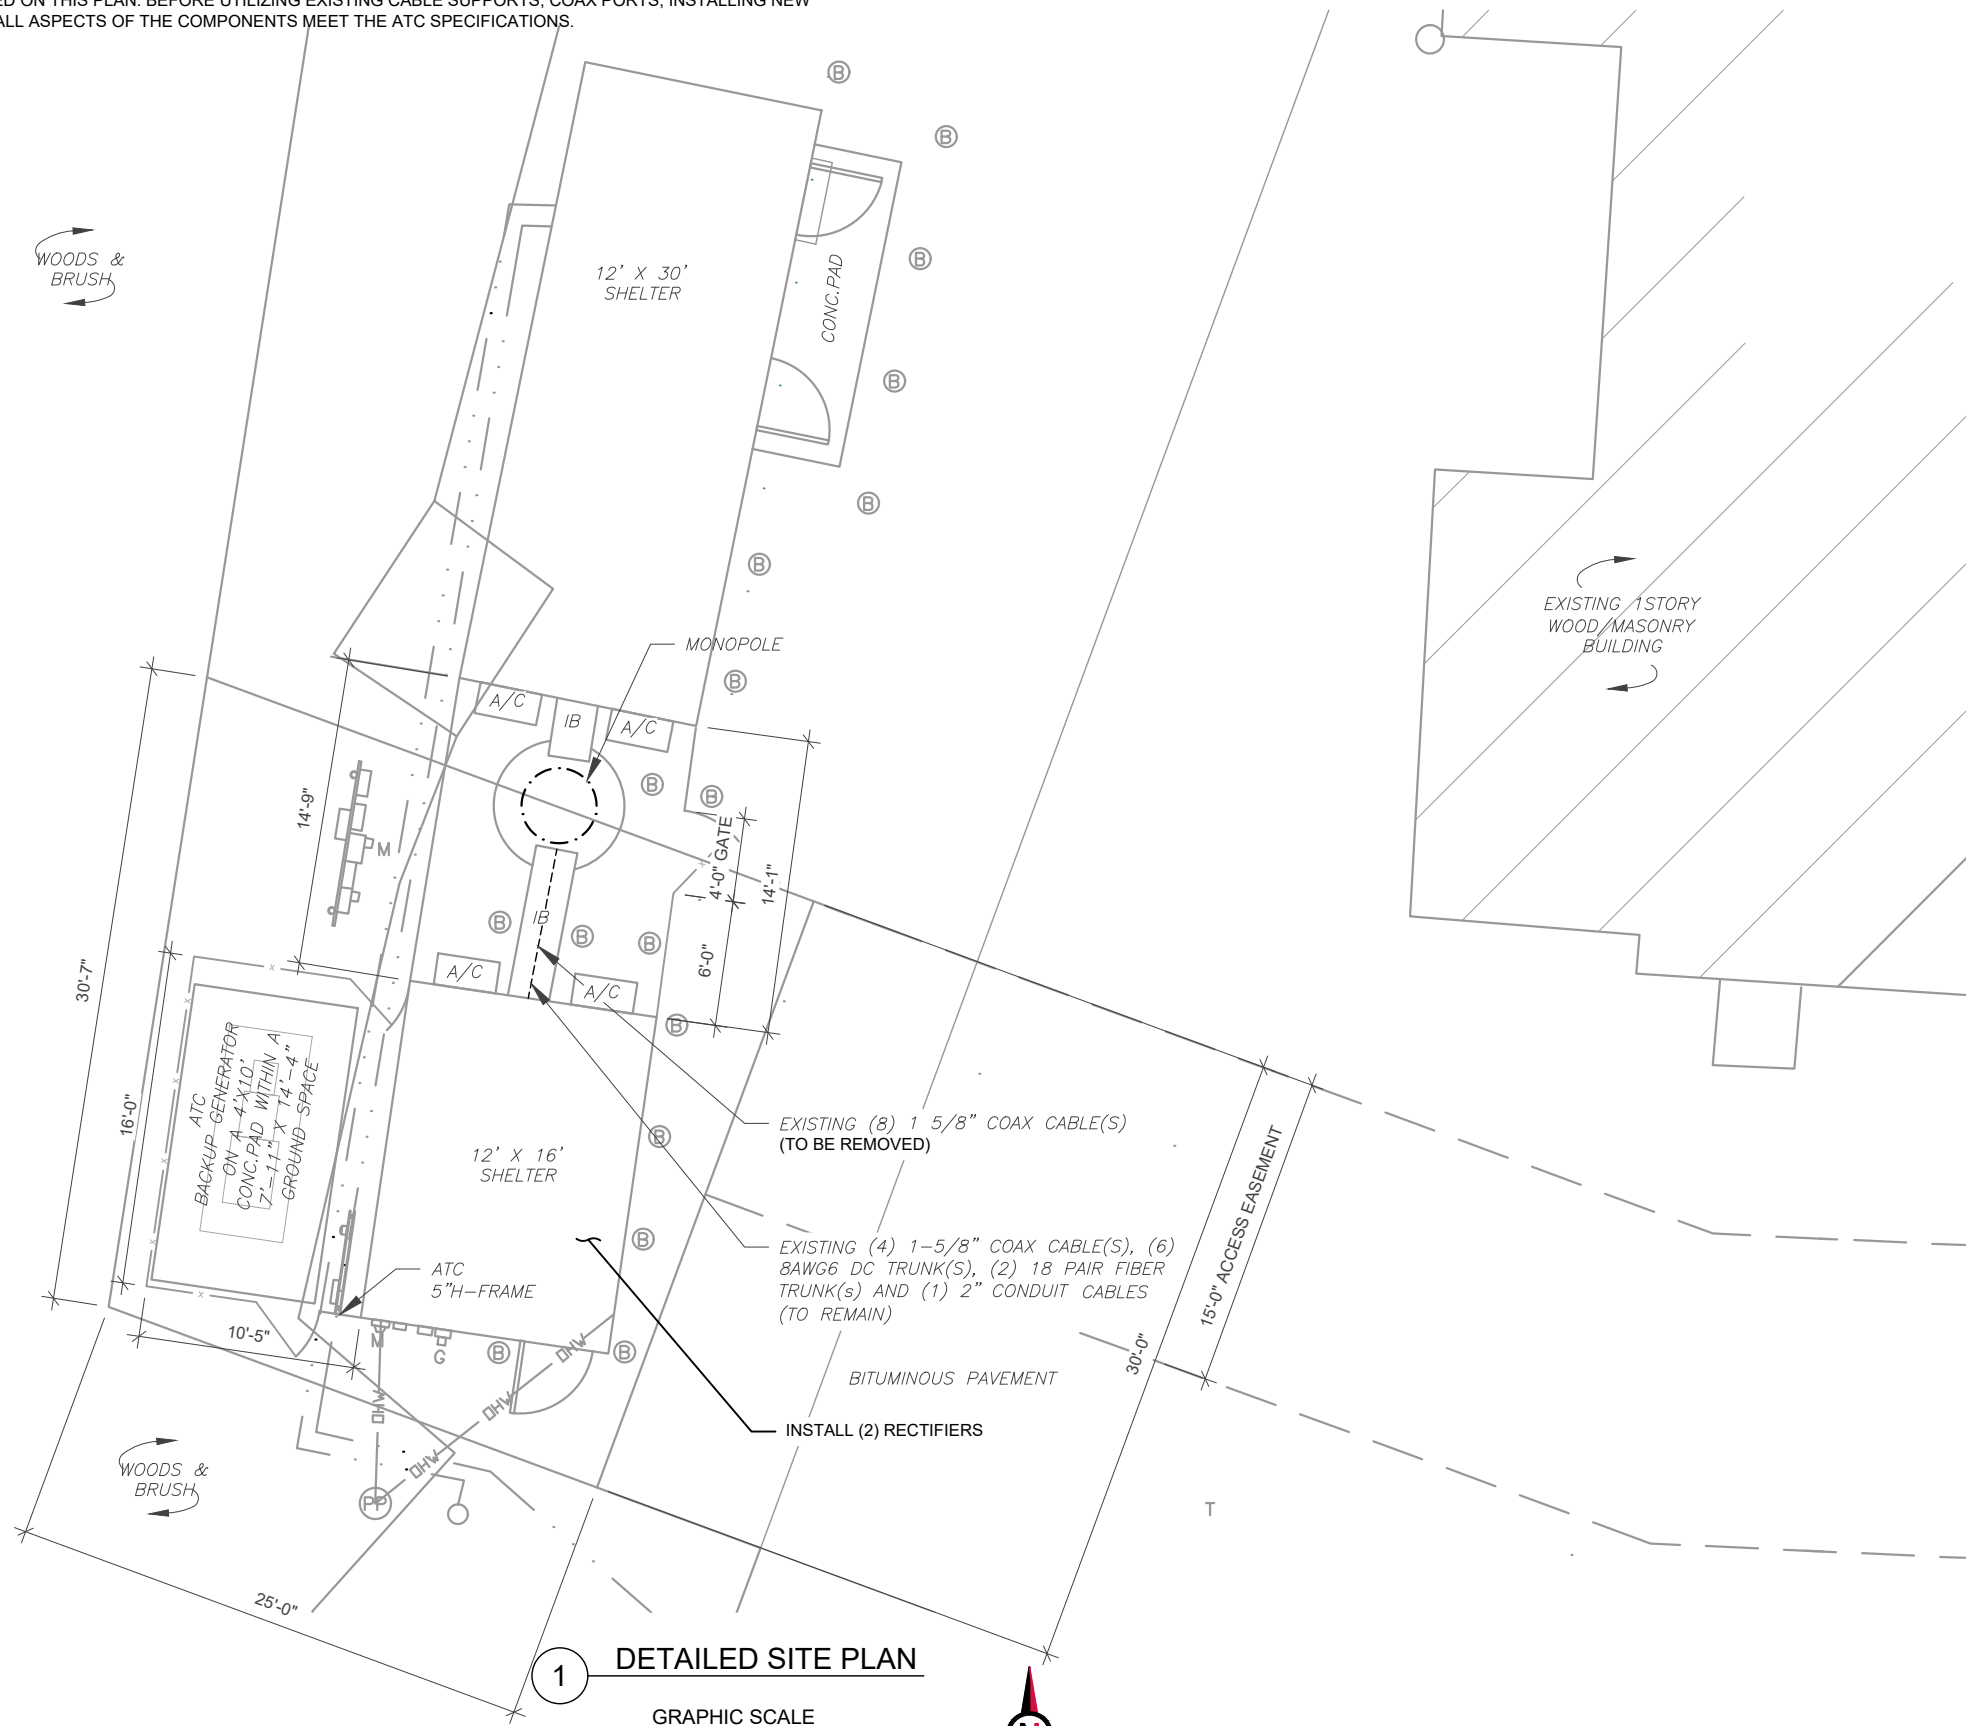 ED ON THIS PLAN. BEFORE UTILIZING EXISTING CABLE SUPPORTS, COAX PORTS, INSTALLING NEW
ALL ASPECTS OF THE COMPONENTS MEET THE ATC SPECIFICATIONS.
B
B
WOODS &
BRUSH
12' X 30'
SHELTER
CONC.PAD
B
B
B
B
EXISTING 1STORY
WOOD/MASONRY
BUILDING
MONOPOLE
B
A/C
IB
A/C
B
B
14'-9"
M
4'-0" GATE
14'-1"
6'-0"
IB
B
B
B
A/C
A/C
B
30'-7"
16'-0"
ATC
BACKUP GENERATOR
ON A 4'X10'
CONC.PAD WITHIN A
7'-11" X 14'-4"
GROUND SPACE
12' X 16'
SHELTER
B
EXISTING (8) 1 5/8" COAX CABLE(S)
(TO BE REMOVED)
B
EXISTING (4) 1-5/8" COAX CABLE(S), (6)
8AWG6 DC TRUNK(S), (2) 18 PAIR FIBER
TRUNK(s) AND (1) 2" CONDUIT CABLES
(TO REMAIN)
15'-0" ACCESS EASEMENT
30'-0"
ATC
5"H-FRAME
10'-5"
M
G
B
B
OHW
OHW
OHW
OHW
BITUMINOUS PAVEMENT
INSTALL (2) RECTIFIERS
WOODS &
BRUSH
PP
T
25'-0"
1
DETAILED SITE PLAN
GRAPHIC SCALE
N